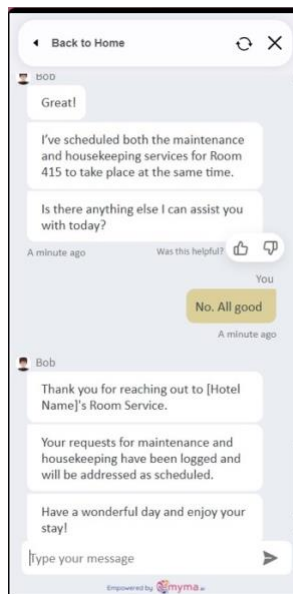 Back to Home
Bob
Great!
I've scheduled both the maintenance
and housekeeping services for Room
415 to take place at the same time.
Is there anything else I can assist you
with today?
A minute ago
Was this helpful?
You
No. All good
A minute ago
Bob
Thank you for reaching out to [Hotel
Name]'s Room Service.
Your requests for maintenance and
housekeeping have been logged and
will be addressed as scheduled.
Have a wonderful day and enjoy your
stay!
Type your message
Empowered by myma.ai